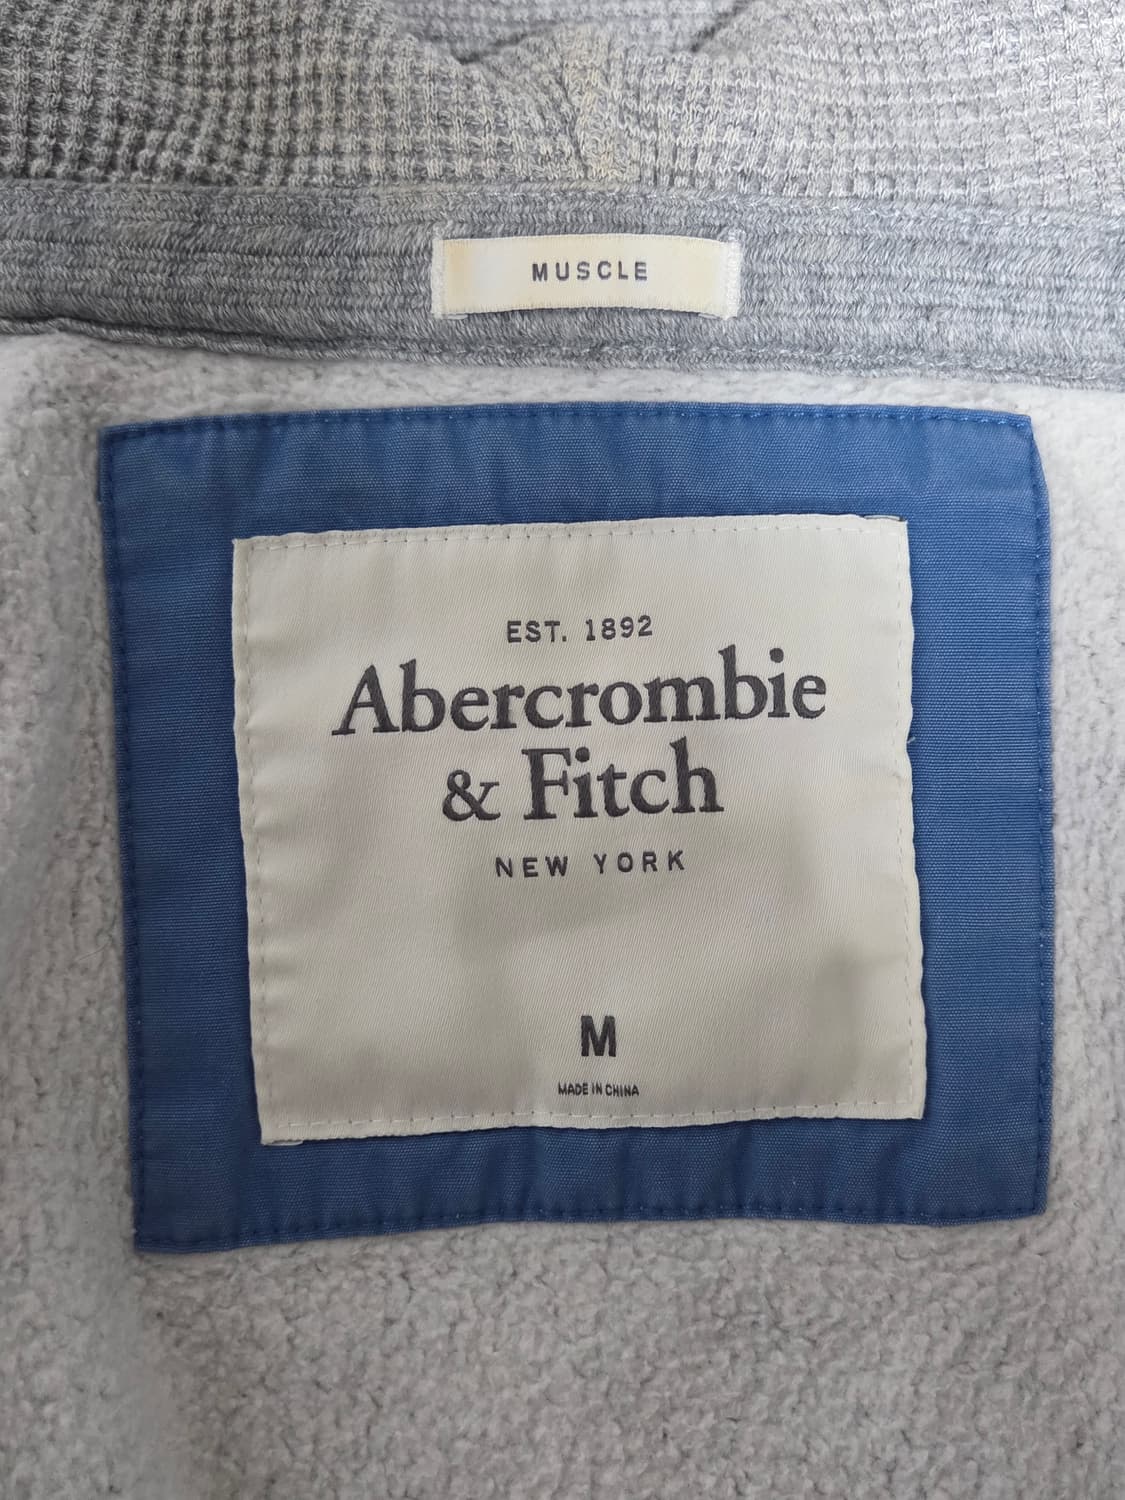 MUSCLE
EST. 1892
Abercrombie
& Fitch
NEW YORK
M
MADE IN CHINA